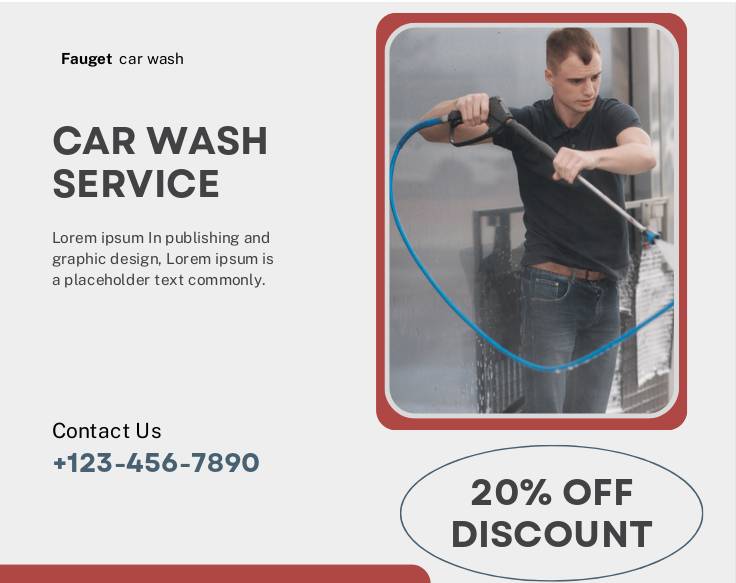 Fauget car wash
CAR WASH
SERVICE
Lorem ipsum In publishing and
graphic design, Lorem ipsum is
a placeholder text commonly.
Contact Us
+123-456-7890
20% OFF
DISCOUNT